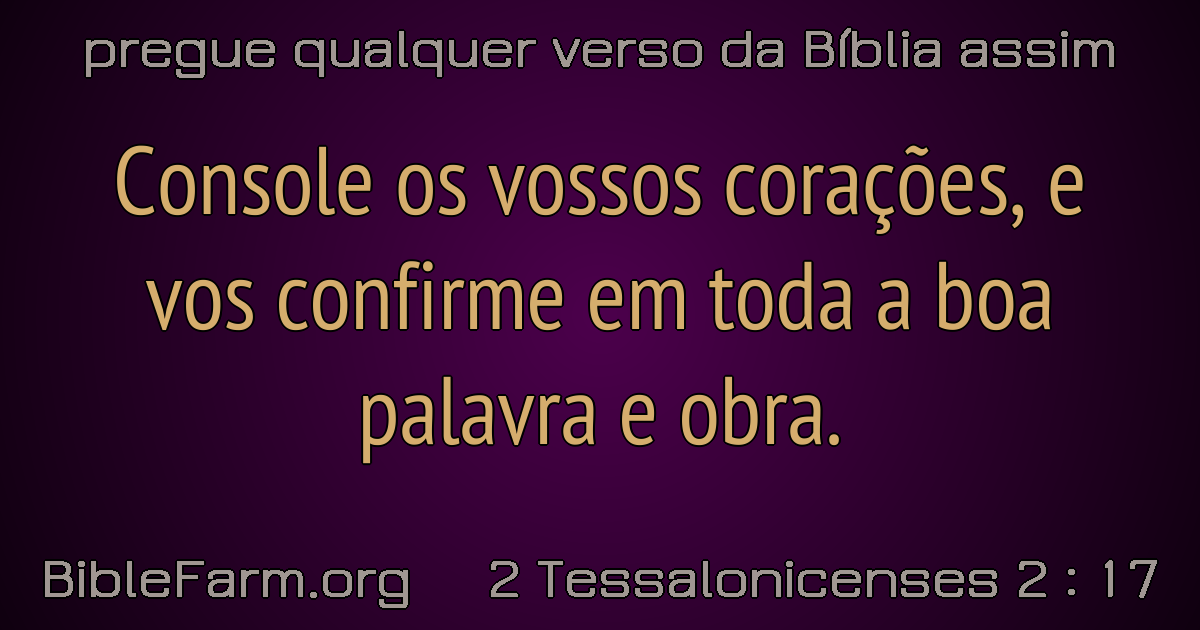 pregue qualquer verso da Bíblia assim
Console os vossos corações, e
vos confirme em toda a boa
palavra e obra.
BibleFarm.org 2 Tessalonicenses 2 : 17